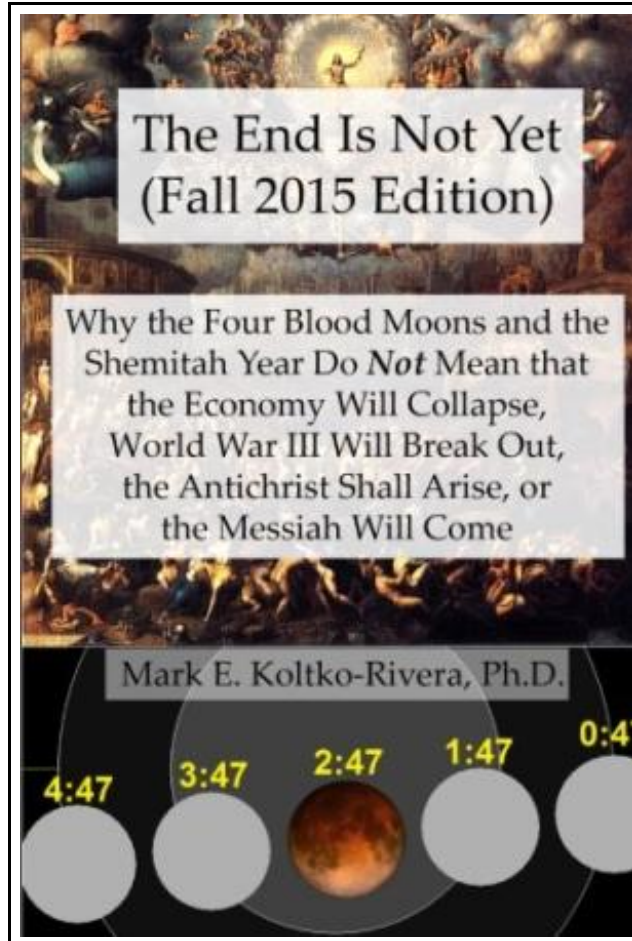 The End Is Not Yet
(Fall 2015 Edition)
Why the Four Blood Moons and the
Shemitah Year Do Not Mean that
the Economy Will Collapse,
World War III Will Break Out,
the Antichrist Shall Arise, or
the Messiah Will Come
Mark E. Koltko-Rivera, Ph.D.
4:47 3:47 2:47 1:47 0:4